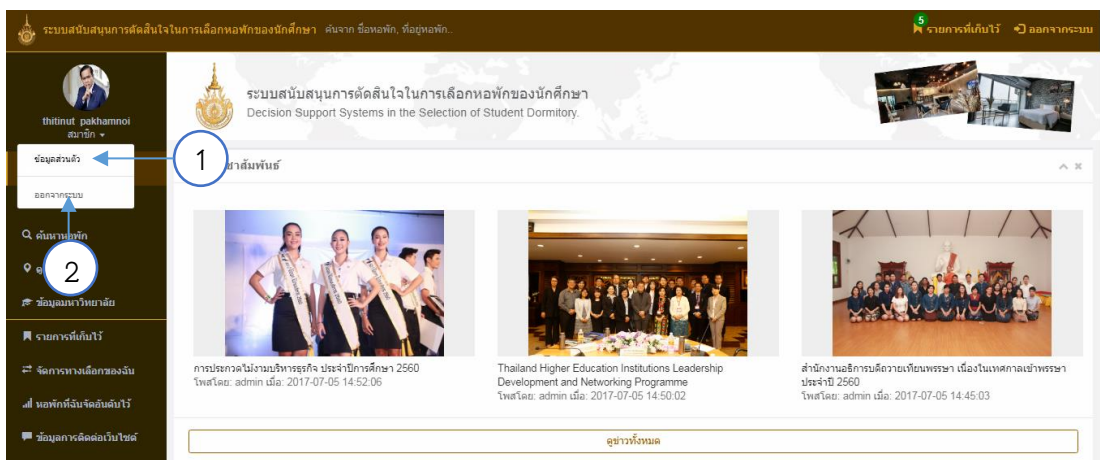 ระบบสนับสนุนการตัดสินใจในการเลือกหอพักของนักศึกษา ค้นจาก ชื่อหอพัก, ที่อยู่หอพัก..
5
รายการที่เก็บไว้ ออกจากระบบ
thitinut pakhamnoi
สมาชิก
ข้อมูลส่วนตัว
ออกจากระบบ
1
2
ค้นหาหอพัก
ดู
ข้อมูลมหาวิทยาลัย
รายการที่เก็บไว้
จัดการทางเลือกของฉัน
หอพักที่ฉันจัดอันดับไว้
ข้อมูลการติดต่อเว็บไซต์
ระบบสนับสนุนการตัดสินใจในการเลือกหอพักของนักศึกษา
Decision Support Systems in the Selection of Student Dormitory.
ชาสัมพันธ์
การประกวดไม้งามบริหารธุรกิจ ประจำปีการศึกษา 2560
โพสโดย: admin เมื่อ: 2017-07-05 14:52:06
Thailand Higher Education Institutions Leadership
Development and Networking Programme
โพสโดย: admin เมื่อ: 2017-07-05 14:50:02
สำนักงานอธิการบดีถวายเทียนพรรษา เนื่องในเทศกาลเข้าพรรษา
ประจำปี 2560
โพสโดย: admin เมื่อ: 2017-07-05 14:45:03
ดูข่าวทั้งหมด